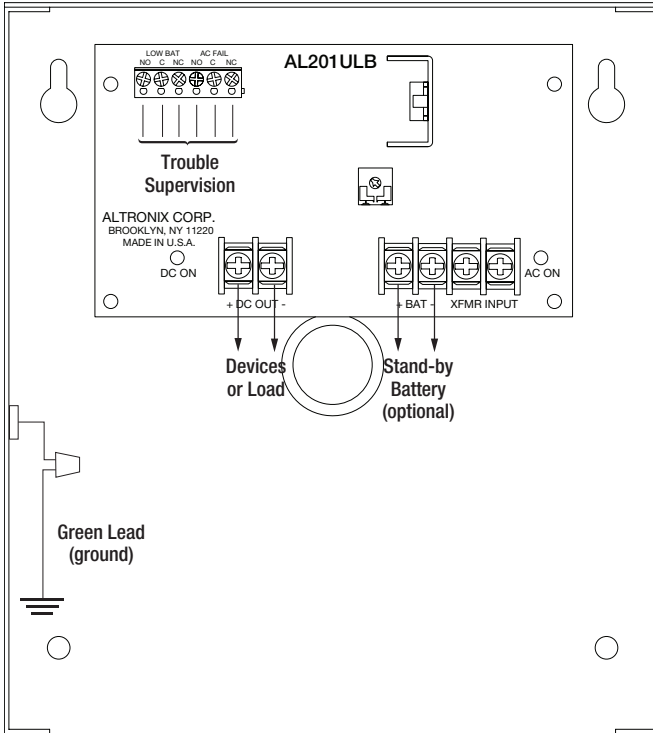 LOW BAT AC FAIL
NO C NC NO C NC
AL201ULB
Trouble
Supervision
ALTRONIX CORP.
BROOKLYN, NY 11220
MADE IN U.S.A.
DC ON
AC ON
+ DC OUT -
+ BAT - XFMR INPUT
Devices
or Load
Stand-by
Battery
(optional)
Green Lead
(ground)